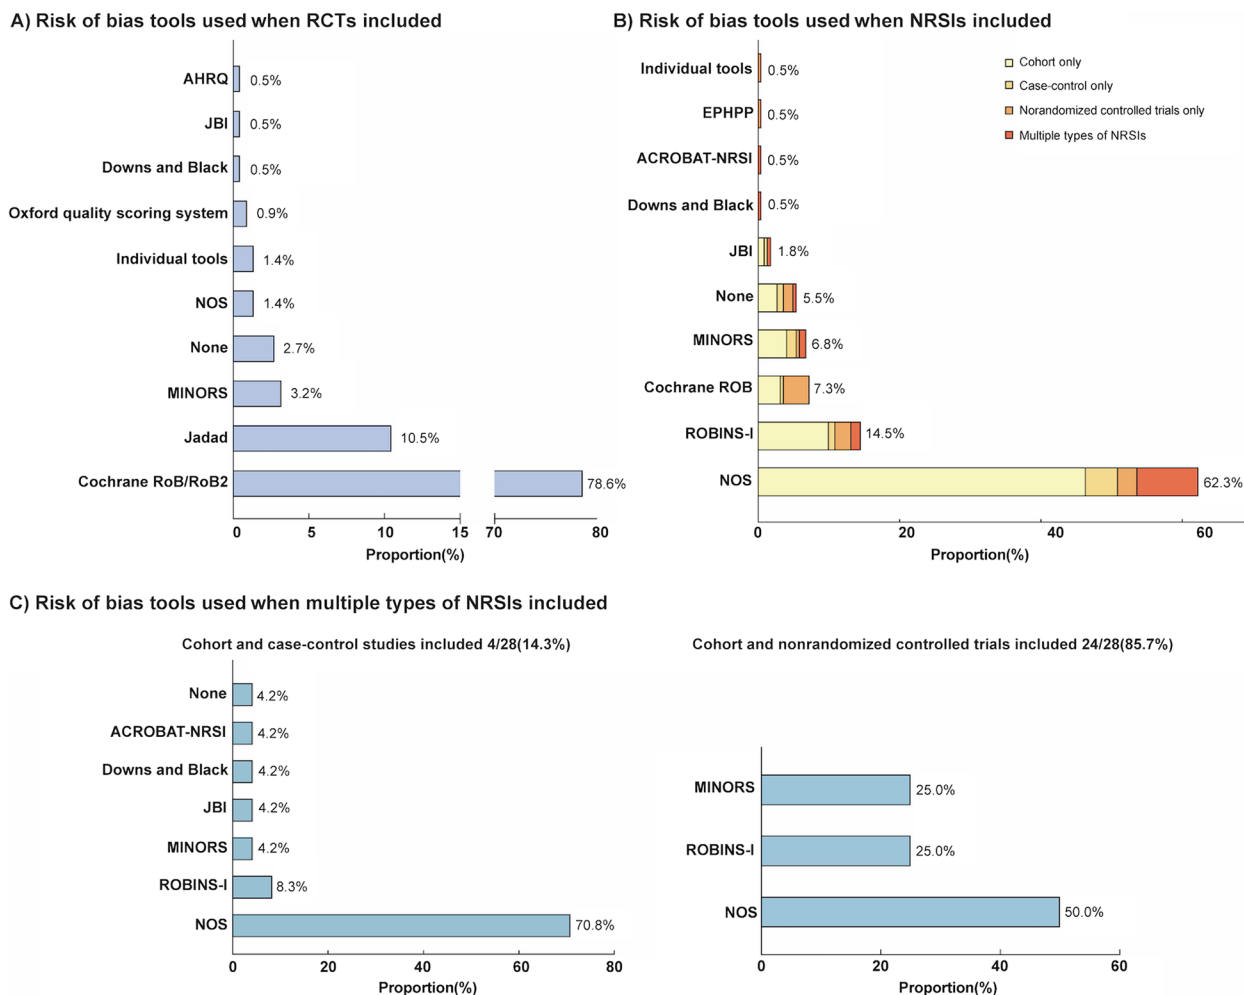 A) Risk of bias tools used when RCTs included
AHRQ 0.5%
JBI 0.5%
Downs and Black 0.5%
Oxford quality scoring system 0.9%
Individual tools 1.4%
NOS 1.4%
None 2.7%
MINORS 3.2%
Jadad 10.5%
Cochrane RoB/RoB2 78.6%
0 5 10 15 70 80
Proportion(%)
B) Risk of bias tools used when NRSIs included
Cohort only
Case-control only
Norandomized controlled trials only
Multiple types of NRSIs
Individual tools 0.5%
EPHPP 0.5%
ACROBAT-NRSI 0.5%
Downs and Black 0.5%
JBI 1.8%
None 5.5%
MINORS 6.8%
Cochrane ROB 7.3%
ROBINS-I 14.5%
NOS 62.3%
0 20 40 60
Proportion(%)
C) Risk of bias tools used when multiple types of NRSIs included
Cohort and case-control studies included 4/28(14.3%)
None 4.2%
ACROBAT-NRSI 4.2%
Downs and Black 4.2%
JBI 4.2%
MINORS 4.2%
ROBINS-I 8.3%
NOS 70.8%
0 20 40 60 80
Proportion(%)
Cohort and nonrandomized controlled trials included 24/28(85.7%)
MINORS 25.0%
ROBINS-I 25.0%
NOS 50.0%
0 20 40 60
Proportion(%)